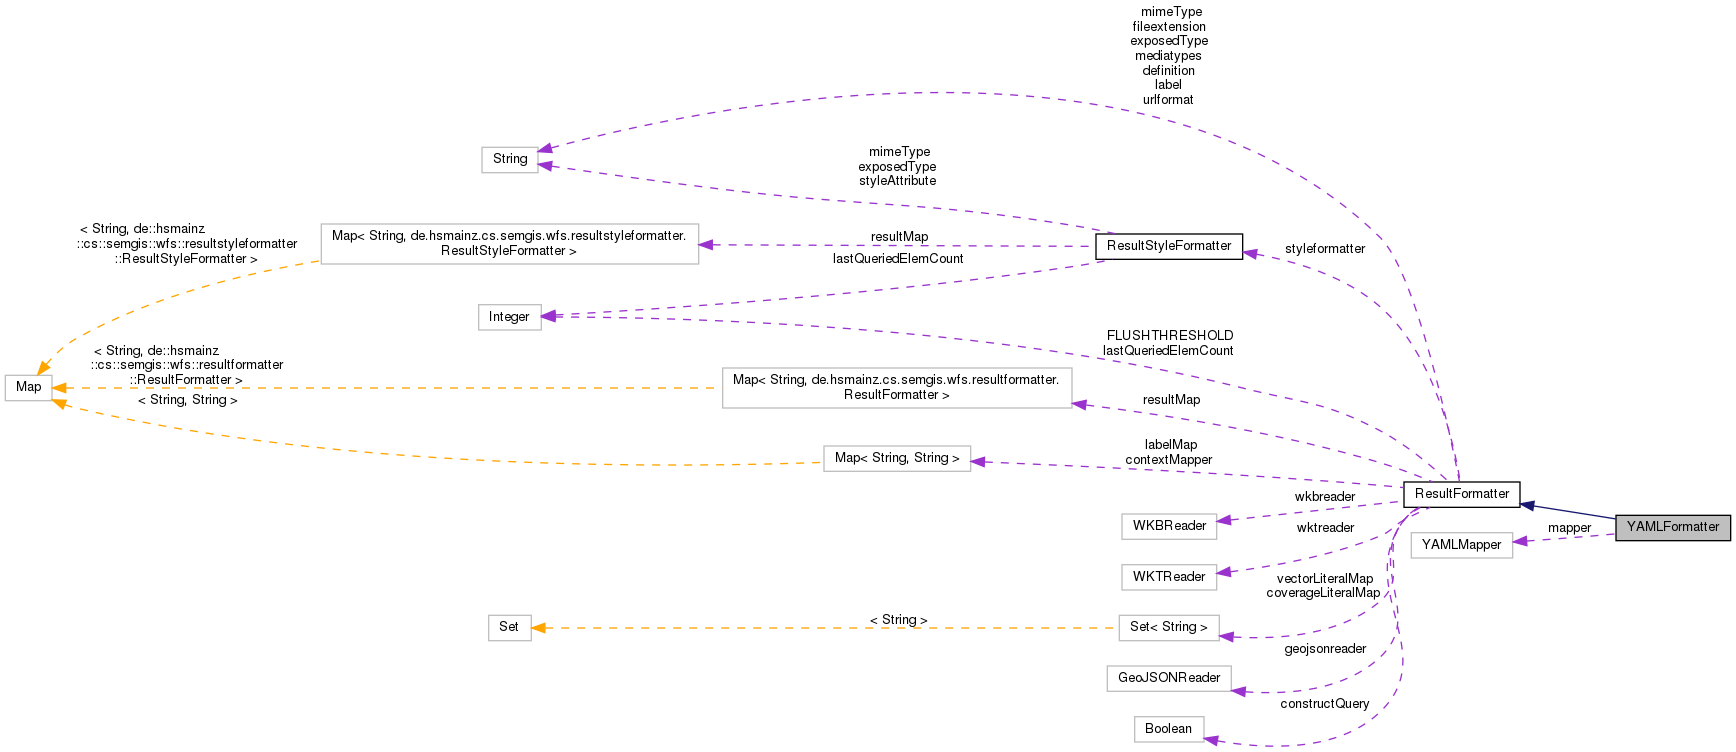 mimeType
fileextension
exposedType
mediatypes
definition
label
urlformat
String
mimeType
exposedType
styleAttribute
< String, de::hsmainz
::cs::semgis::wfs::resultstyleformatter
::ResultStyleFormatter >
Map< String, de.hsmainz.cs.semgis.wfs.resultstyleformatter.
ResultStyleFormatter >
resultMap
lastQueriedElemCount
ResultStyleFormatter
styleformatter
Integer
FLUSHTHRESHOLD
lastQueriedElemCount
< String, de::hsmainz
::cs::semgis::wfs::resultformatter
::ResultFormatter >
Map
< String, String >
Map< String, de.hsmainz.cs.semgis.wfs.resultformatter.
ResultFormatter >
resultMap
Map< String, String >
labelMap
contextMapper
ResultFormatter
wkbreader
WKBReader
wktreader
YAMLFormatter
mapper
YAMLMapper
WKTReader
vectorLiteralMap
coverageLiteralMap
Set
< String >
Set< String >
geojsonreader
GeoJSONReader
constructQuery
Boolean